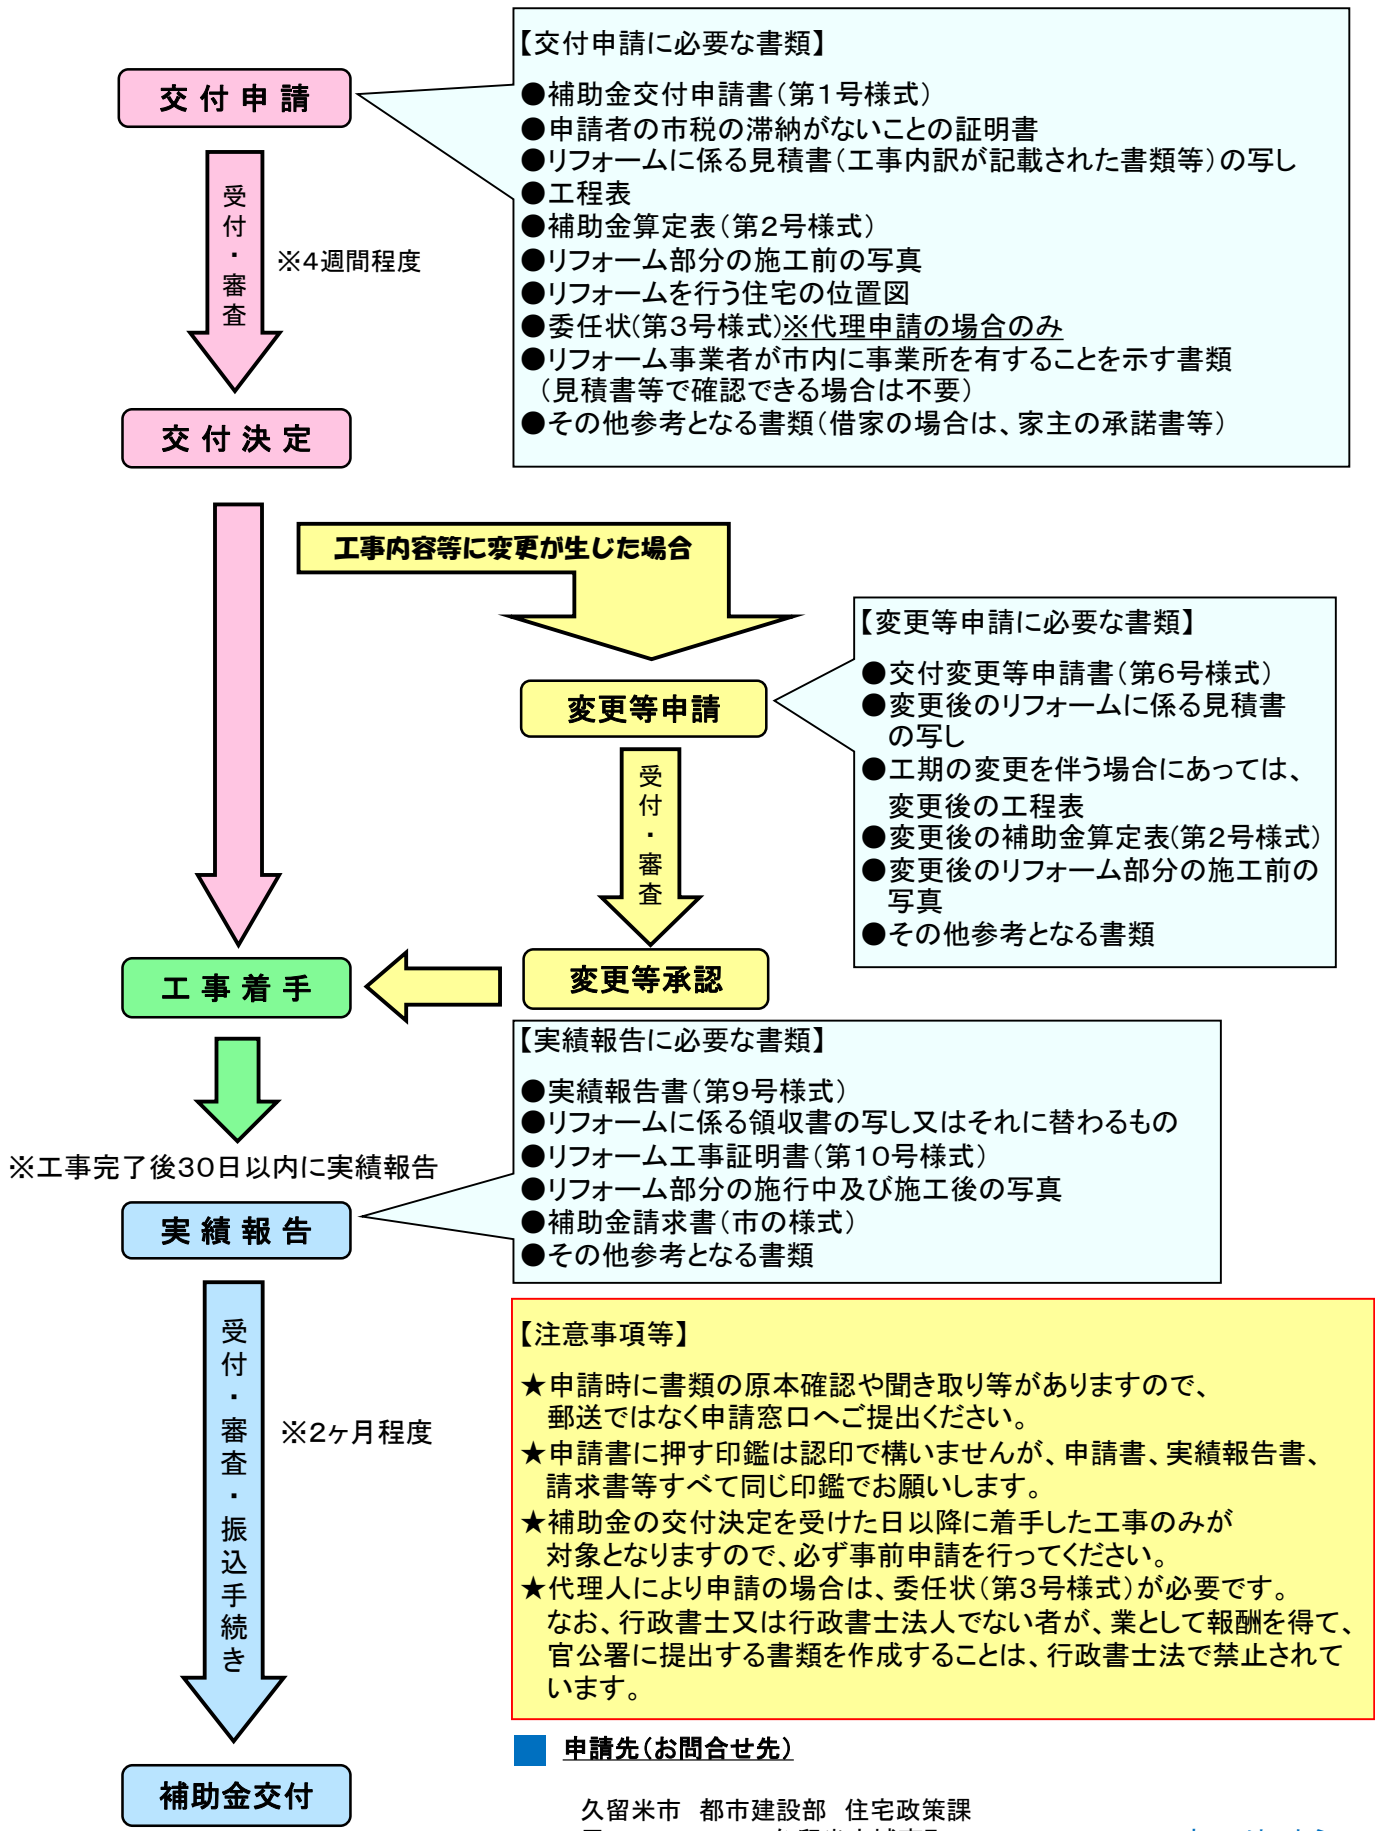 交付申請
【交付申請に必要な書類】
●補助金交付申請書（第１号様式）
●申請者の市税の滞納がないことの証明書
●リフォームに係る見積書（工事内訳が記載された書類等）の写し
●工程表
●補助金算定表（第２号様式）
●リフォーム部分の施工前の写真
●リフォームを行う住宅の位置図
●委任状(第３号様式)※代理申請の場合のみ
●リフォーム事業者が市内に事業所を有することを示す書類
（見積書等で確認できる場合は不要）
●その他参考となる書類（借家の場合は、家主の承諾書等）
受付・審査
※４週間程度
交付決定
工事内容等に変更が生じた場合
変更等申請
【変更等申請に必要な書類】
●交付変更等申請書（第６号様式）
●変更後のリフォームに係る見積書
の写し
●工期の変更を伴う場合にあっては、
変更後の工程表
●変更後の補助金算定表(第２号様式)
●変更後のリフォーム部分の施工前の
写真
●その他参考となる書類
受付・審査
変更等承認
工事着手
※工事完了後３０日以内に実績報告
実績報告
【実績報告に必要な書類】
●実績報告書（第９号様式）
●リフォームに係る領収書の写し又はそれに替わるもの
●リフォーム工事証明書（第１０号様式）
●リフォーム部分の施行中及び施工後の写真
●補助金請求書（市の様式）
●その他参考となる書類
受付・審査・振込手続き
※２ヶ月程度
補助金交付
【注意事項等】
★申請時に書類の原本確認や聞き取り等がありますので、
郵送ではなく申請窓口へご提出ください。
★申請書に押す印鑑は認印で構いませんが、申請書、実績報告書、
請求書等すべて同じ印鑑でお願いします。
★補助金の交付決定を受けた日以降に着手した工事のみが
対象となりますので、必ず事前申請を行ってください。
★代理人により申請の場合は、委任状（第３号様式）が必要です。
なお、行政書士又は行政書士法人でない者が、業として報酬を得て、
官公署に提出する書類を作成することは、行政書士法で禁止されて
います。
申請先（お問合せ先）
久留米市 都市建設部 住宅政策課